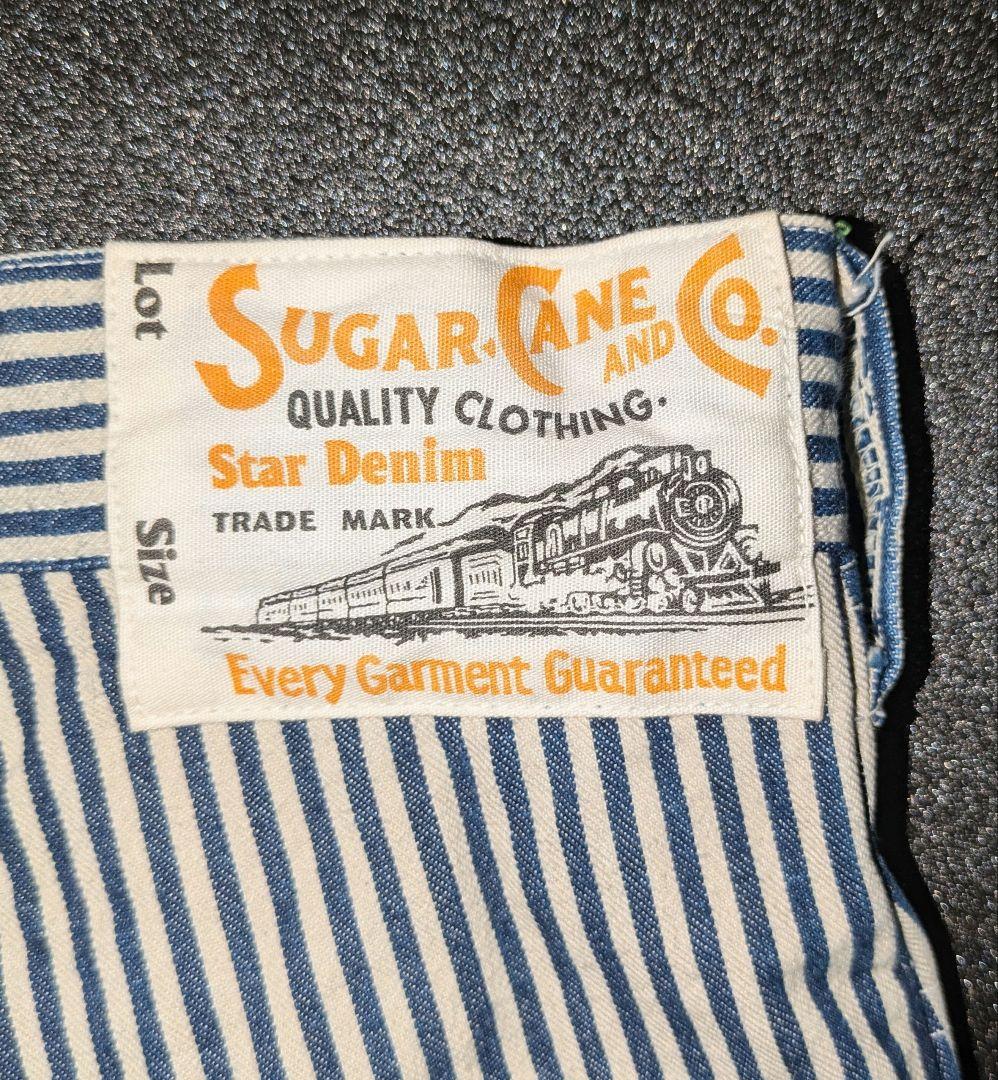 Lot
SUGAR CANE AND CO.
QUALITY CLOTHING.
Star Denim
TRADE MARK
Size
Every Garment Guaranteed